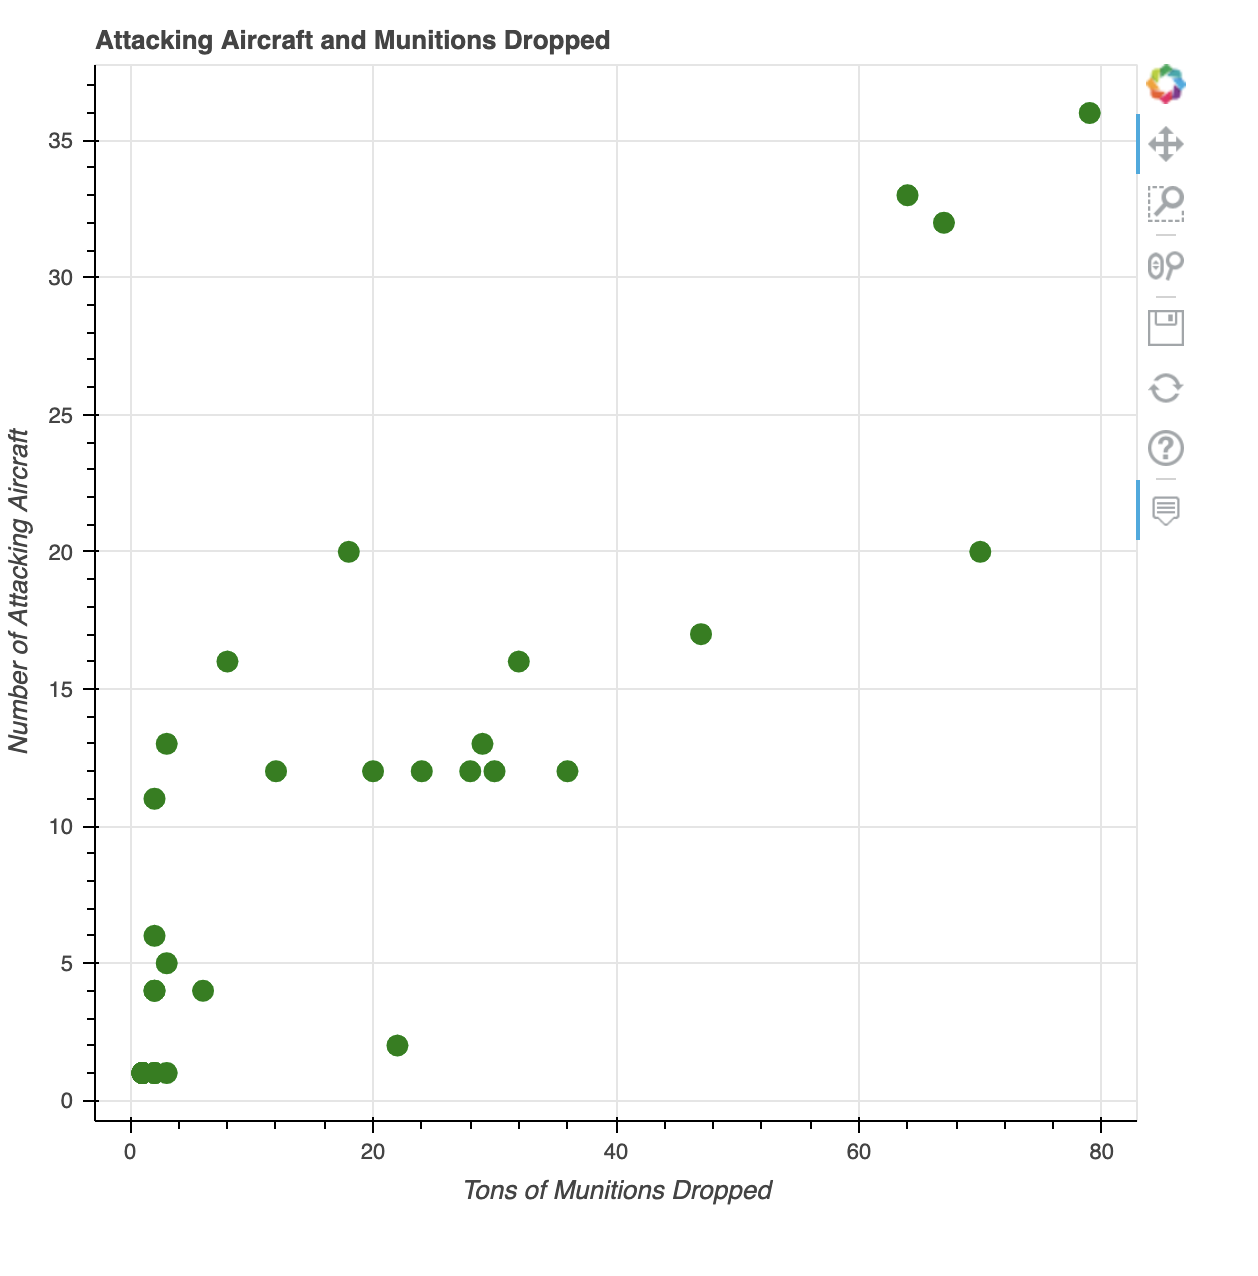 Attacking Aircraft and Munitions Dropped
35
30
25
20
15
10
5
0
Number of Attacking Aircraft
0 20 40 60 80
Tons of Munitions Dropped
?